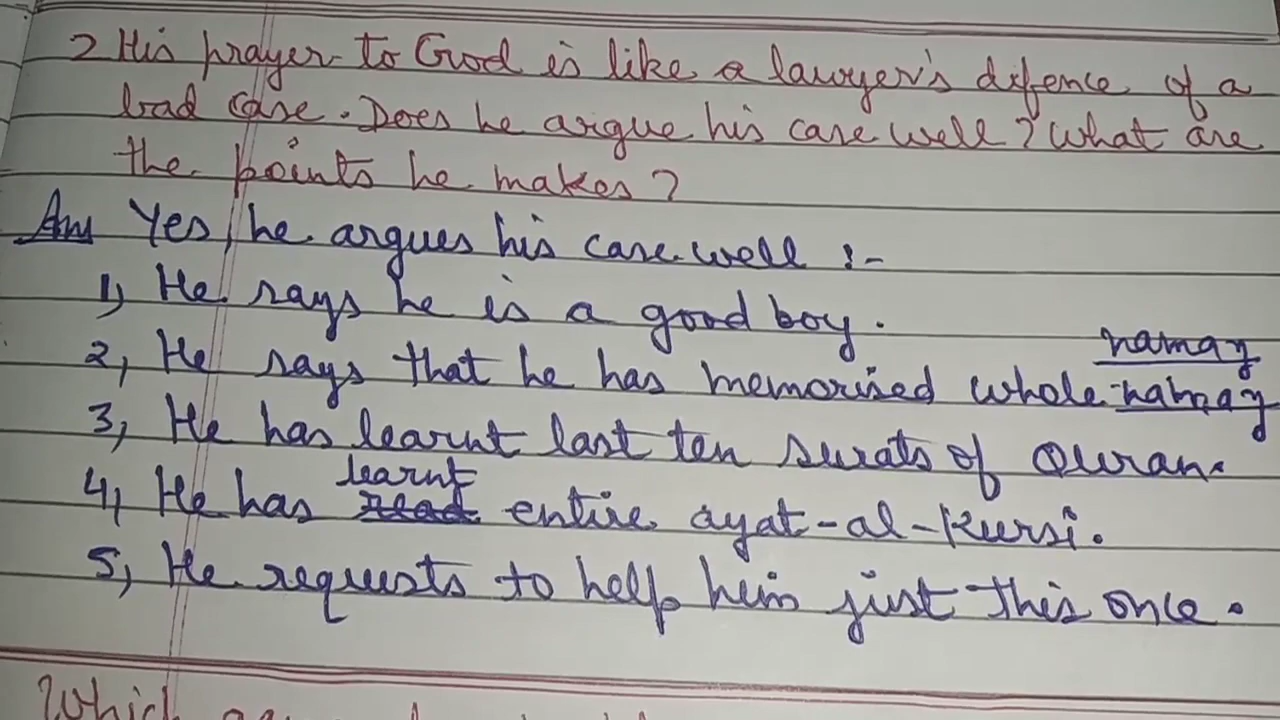 2 His prayer to God is like a lawyer's difence of a
bad case. Does he argue his case well? What are
the points he makes?
Ans Yes, he argues his case well :-
1, He says he is a good boy.
namaz
2, He says that he has memorised whole namaz
3, He has learnt last ten surats of Quran.
learnt
4, He has read entire ayat-al-Kursi.
5, He requests to help him just this once.
Which